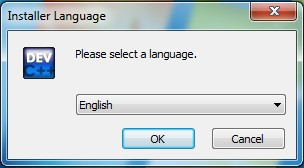 Installer Language
DEV
C++
Please select a language.
English
OK
Cancel